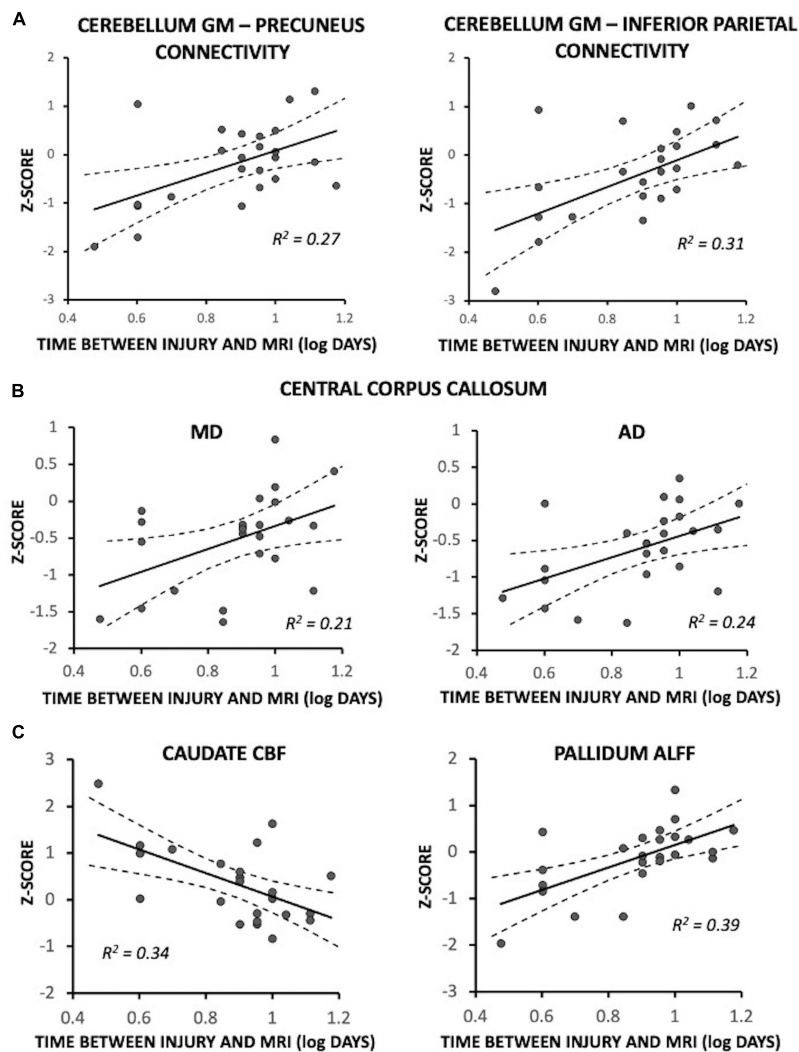 A
CEREBELLUM GM – PRECUNEUS
CONNECTIVITY
2
1
0
-1
-2
-3
Z-SCORE
R² = 0.27
0.4 0.6 0.8 1 1.2
TIME BETWEEN INJURY AND MRI (log DAYS)
CEREBELLUM GM – INFERIOR PARIETAL
CONNECTIVITY
2
1
0
-1
-2
-3
Z-SCORE
R² = 0.31
0.4 0.6 0.8 1 1.2
TIME BETWEEN INJURY AND MRI (log DAYS)
B
CENTRAL CORPUS CALLOSUM
MD
1
0.5
0
-0.5
-1
-1.5
-2
Z-SCORE
R² = 0.21
0.4 0.6 0.8 1 1.2
TIME BETWEEN INJURY AND MRI (log DAYS)
AD
1
0.5
0
-0.5
-1
-1.5
-2
Z-SCORE
R² = 0.24
0.4 0.6 0.8 1 1.2
TIME BETWEEN INJURY AND MRI (log DAYS)
C
CAUDATE CBF
3
2
1
0
-1
-2
Z-SCORE
R² = 0.34
0.4 0.6 0.8 1 1.2
TIME BETWEEN INJURY AND MRI (log DAYS)
PALLIDUM ALFF
2
1
0
-1
-2
-3
Z-SCORE
R² = 0.39
0.4 0.6 0.8 1 1.2
TIME BETWEEN INJURY AND MRI (log DAYS)